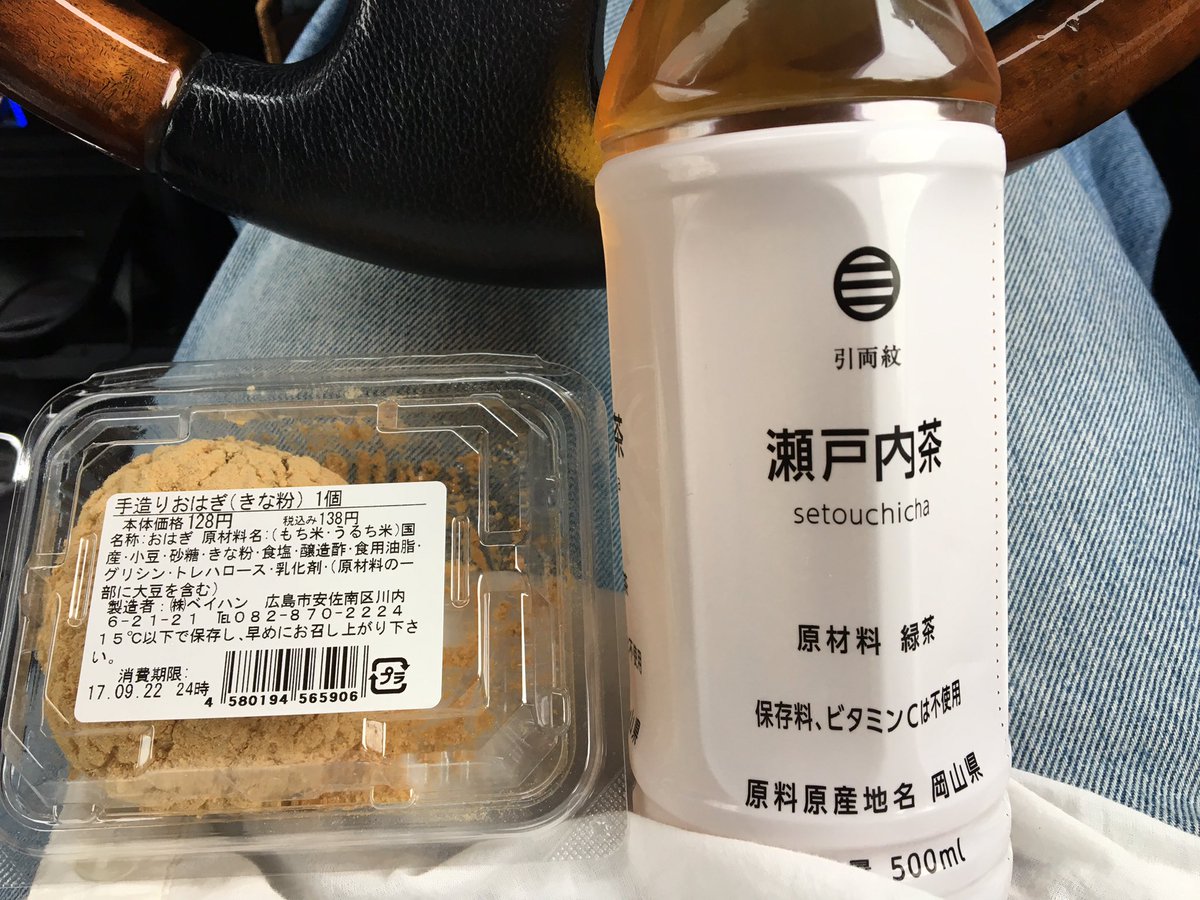 手造りおはぎ(きな粉) 1個
本体価格128円 税込み138円
名称:おはぎ 原材料名:(もち米・うるち米)国
産・小豆・砂糖・きな粉・食塩・醸造酢・食用油脂・
グリシン・トレハロース・乳化剤・(原材料の一
部に大豆を含む)
製造者:㈱ベイハン 広島市安佐南区川内
6-21-21 ℡082-870-2224
15℃以下で保存し、早めにお召し上がり下さ
い。
消費期限:
17.09.22 24時
4 580194 565906
プラ
引両紋
瀬戸内茶
setouchicha
原材料 緑茶
保存料、ビタミンCは不使用
原料原産地名 岡山県
500ml
茶
不使用
県